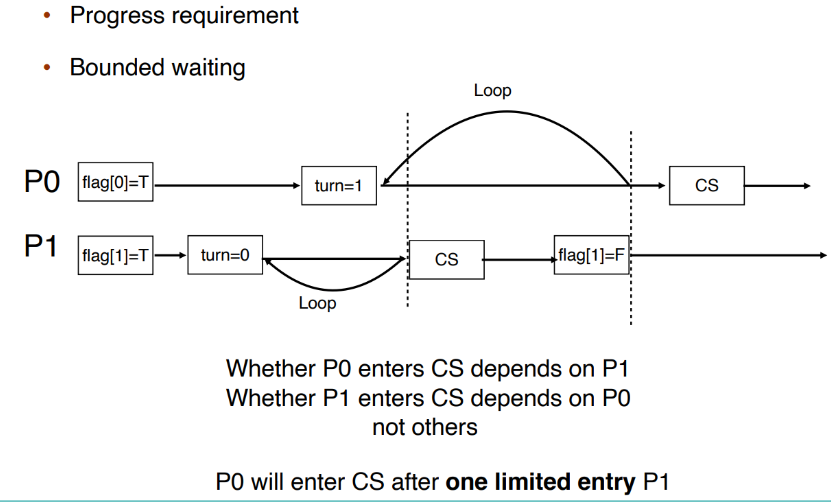 • Progress requirement
• Bounded waiting
Loop
P0
flag[0]=T
turn=1
CS
P1
flag[1]=T
turn=0
CS
flag[1]=F
Loop
Whether P0 enters CS depends on P1
Whether P1 enters CS depends on P0
not others
P0 will enter CS after one limited entry P1